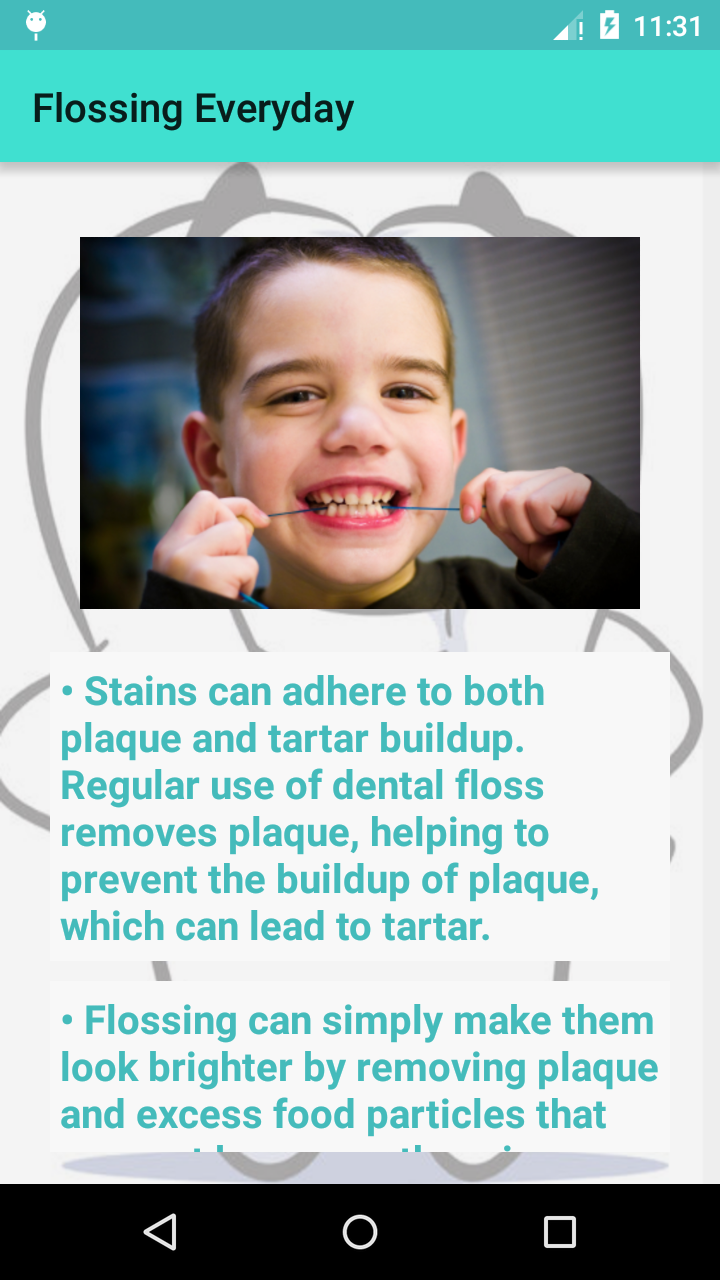 11:31
Flossing Everyday
• Stains can adhere to both
plaque and tartar buildup.
Regular use of dental floss
removes plaque, helping to
prevent the buildup of plaque,
which can lead to tartar.
• Flossing can simply make them
look brighter by removing plaque
and excess food particles that